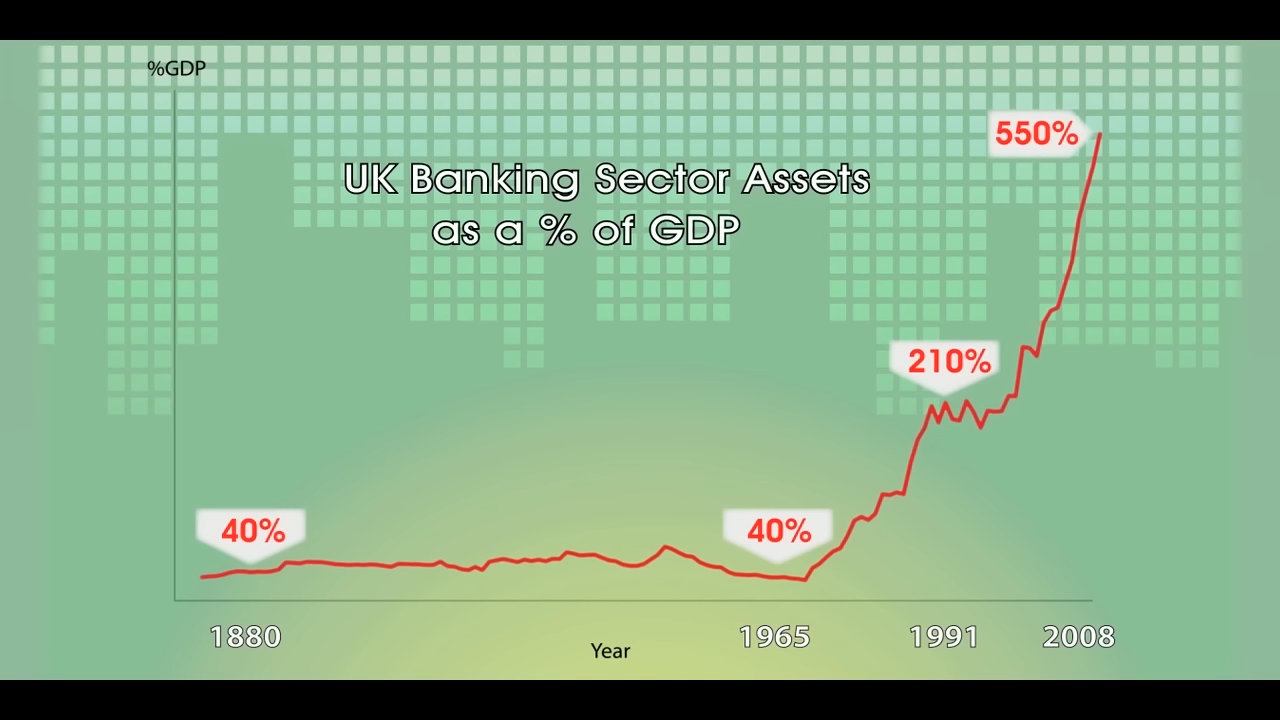 %GDP
550%
UK Banking Sector Assets
as a % of GDP
210%
40%
40%
1880
1965
1991
2008
Year